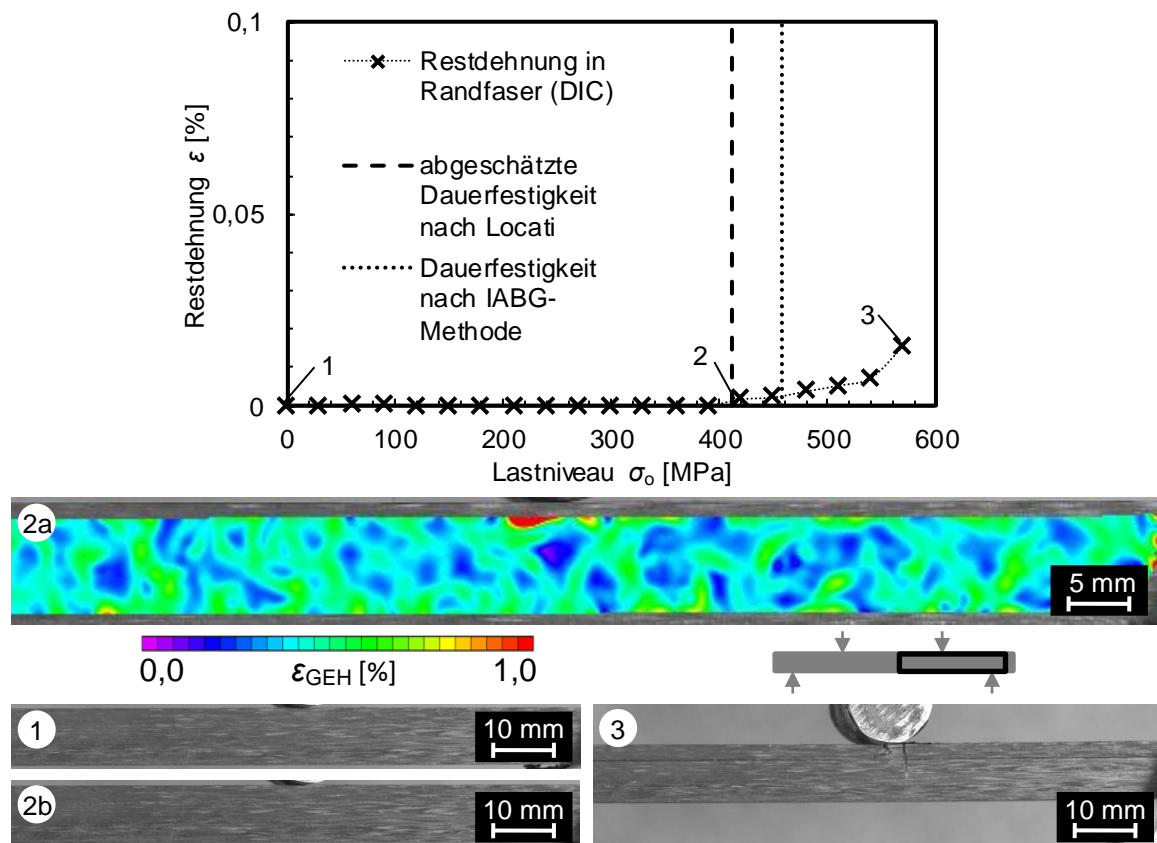 0,1
Restdehnung in
Randfaser (DIC)
abgeschätzte
Dauerfestigkeit
nach Locati
Dauerfestigkeit
nach IABG-
Methode
Restdehnung ε [%]
0,05
0
1
2
3
0 100 200 300 400 500 600
Lastniveau σo [MPa]
2a
5 mm
0,0 εGEH [%] 1,0
1
10 mm
2b
10 mm
3
10 mm